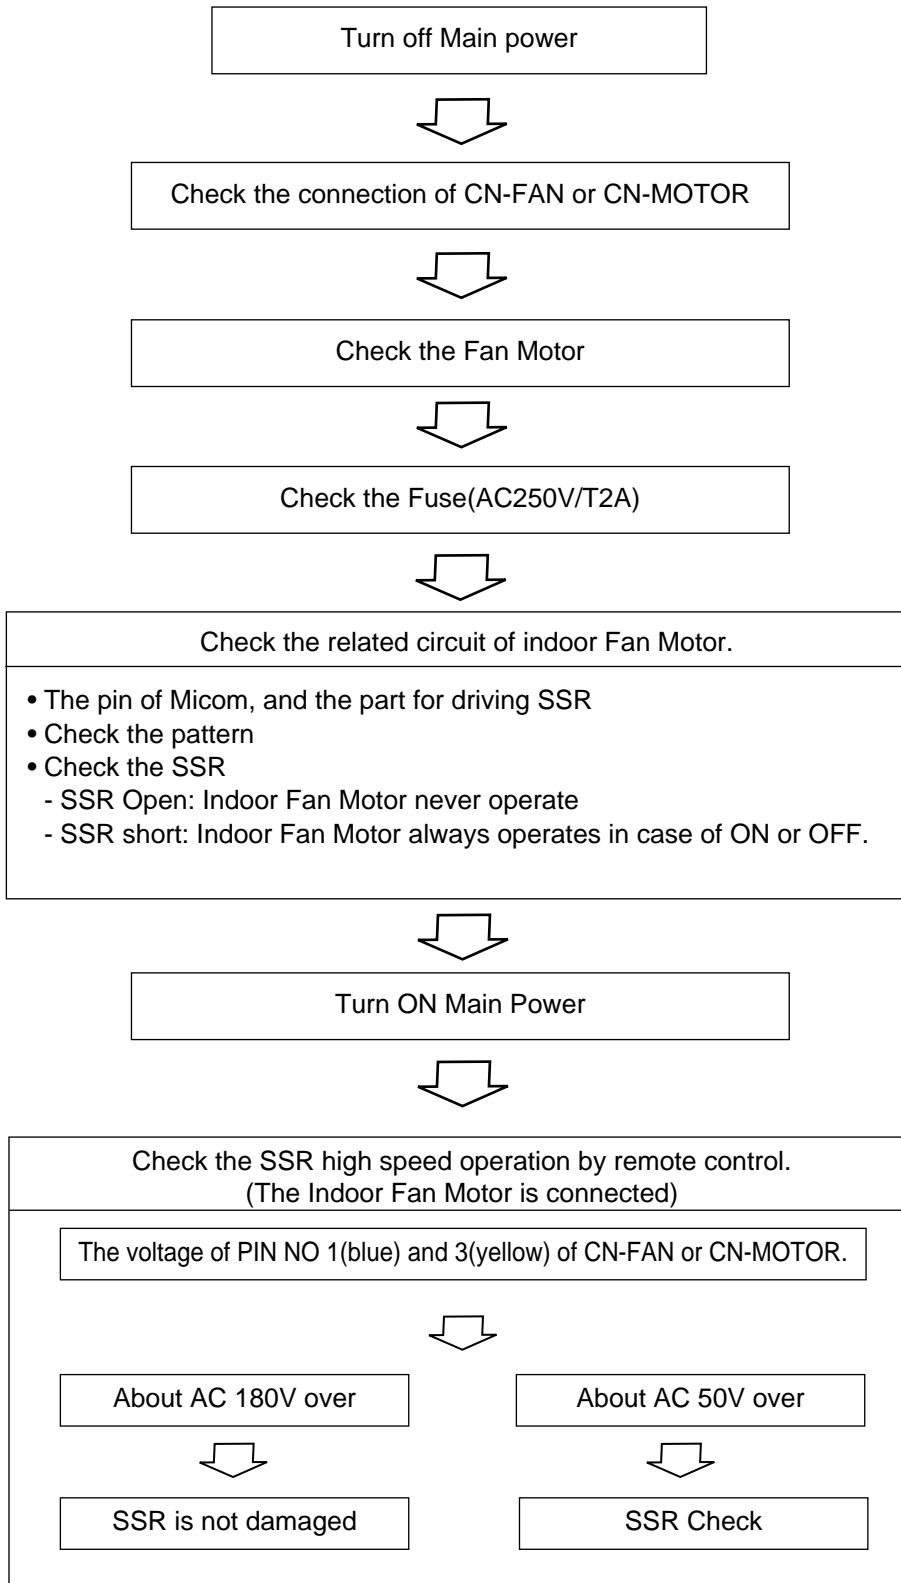 Turn off Main power
Check the connection of CN-FAN or CN-MOTOR
Check the Fan Motor
Check the Fuse(AC250V/T2A)
Check the related circuit of indoor Fan Motor.
• The pin of Micom, and the part for driving SSR
• Check the pattern
• Check the SSR
- SSR Open: Indoor Fan Motor never operate
- SSR short: Indoor Fan Motor always operates in case of ON or OFF.
Turn ON Main Power
Check the SSR high speed operation by remote control.
(The Indoor Fan Motor is connected)
The voltage of PIN NO 1(blue) and 3(yellow) of CN-FAN or CN-MOTOR.
About AC 180V over
About AC 50V over
SSR is not damaged
SSR Check